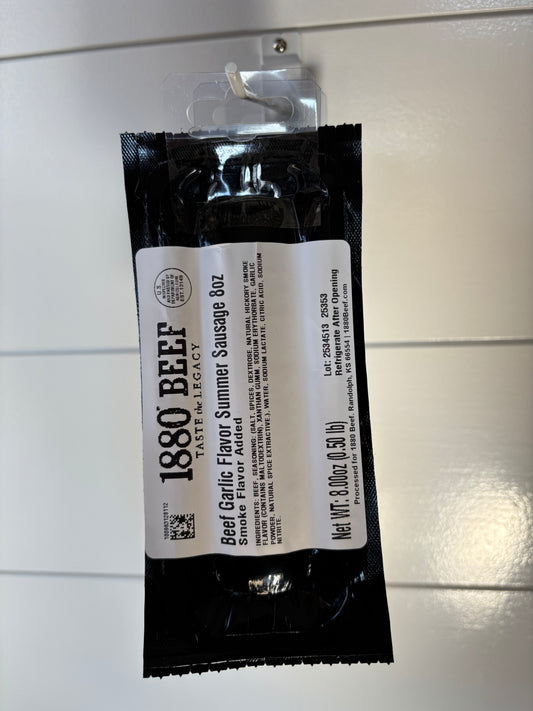 1880 BEEF
TASTE the LEGACY
Beef Garlic Flavor Summer Sausage 8oz
Smoke Flavor Added
INGREDIENTS: BEEF, SEASONING: (SALT, SPICES, DEXTROSE, NATURAL HICKORY SMOKE
FLAVOR (CONTAINS MALTODEXTRIN), XANTHAN GUMM, SODIUM ERYTHORBATE, GARLIC
POWDER, NATURAL SPICE EXTRACTIVE.), WATER, SODIUM LACTATE, CITRIC ACID, SODIUM
NITRITE.
Lot: 2534513 25353
Refrigerate After Opening
Net WT: 8.00oz (0.50 lb)
Processed for 1880 Beef. Randolph, KS 66554 | 1880Beef.com